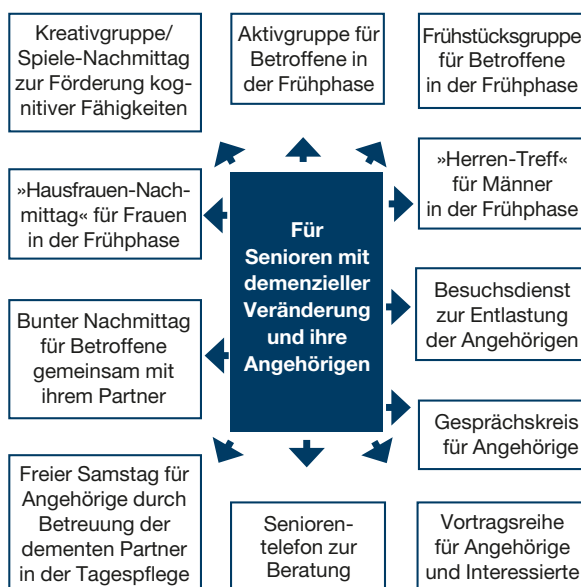 Kreativgruppe/
Spiele-Nachmittag
zur Förderung kog-
nitiver Fähigkeiten
Aktivgruppe für
Betroffene in
der Frühphase
Frühstücksgruppe
für Betroffene
in der Frühphase
»Hausfrauen-Nach-
mittag« für Frauen
in der Frühphase
Für
Senioren mit
demenzieller
Veränderung
und ihre
Angehörigen
»Herren-Treff«
für Männer
in der Frühphase
Bunter Nachmittag
für Betroffene
gemeinsam mit
ihrem Partner
Besuchsdienst
zur Entlastung
der Angehörigen
Gesprächskreis
für Angehörige
Freier Samstag für
Angehörige durch
Betreuung der
dementen Partner
in der Tagespflege
Senioren-
telefon zur
Beratung
Vortragsreihe
für Angehörige
und Interessierte